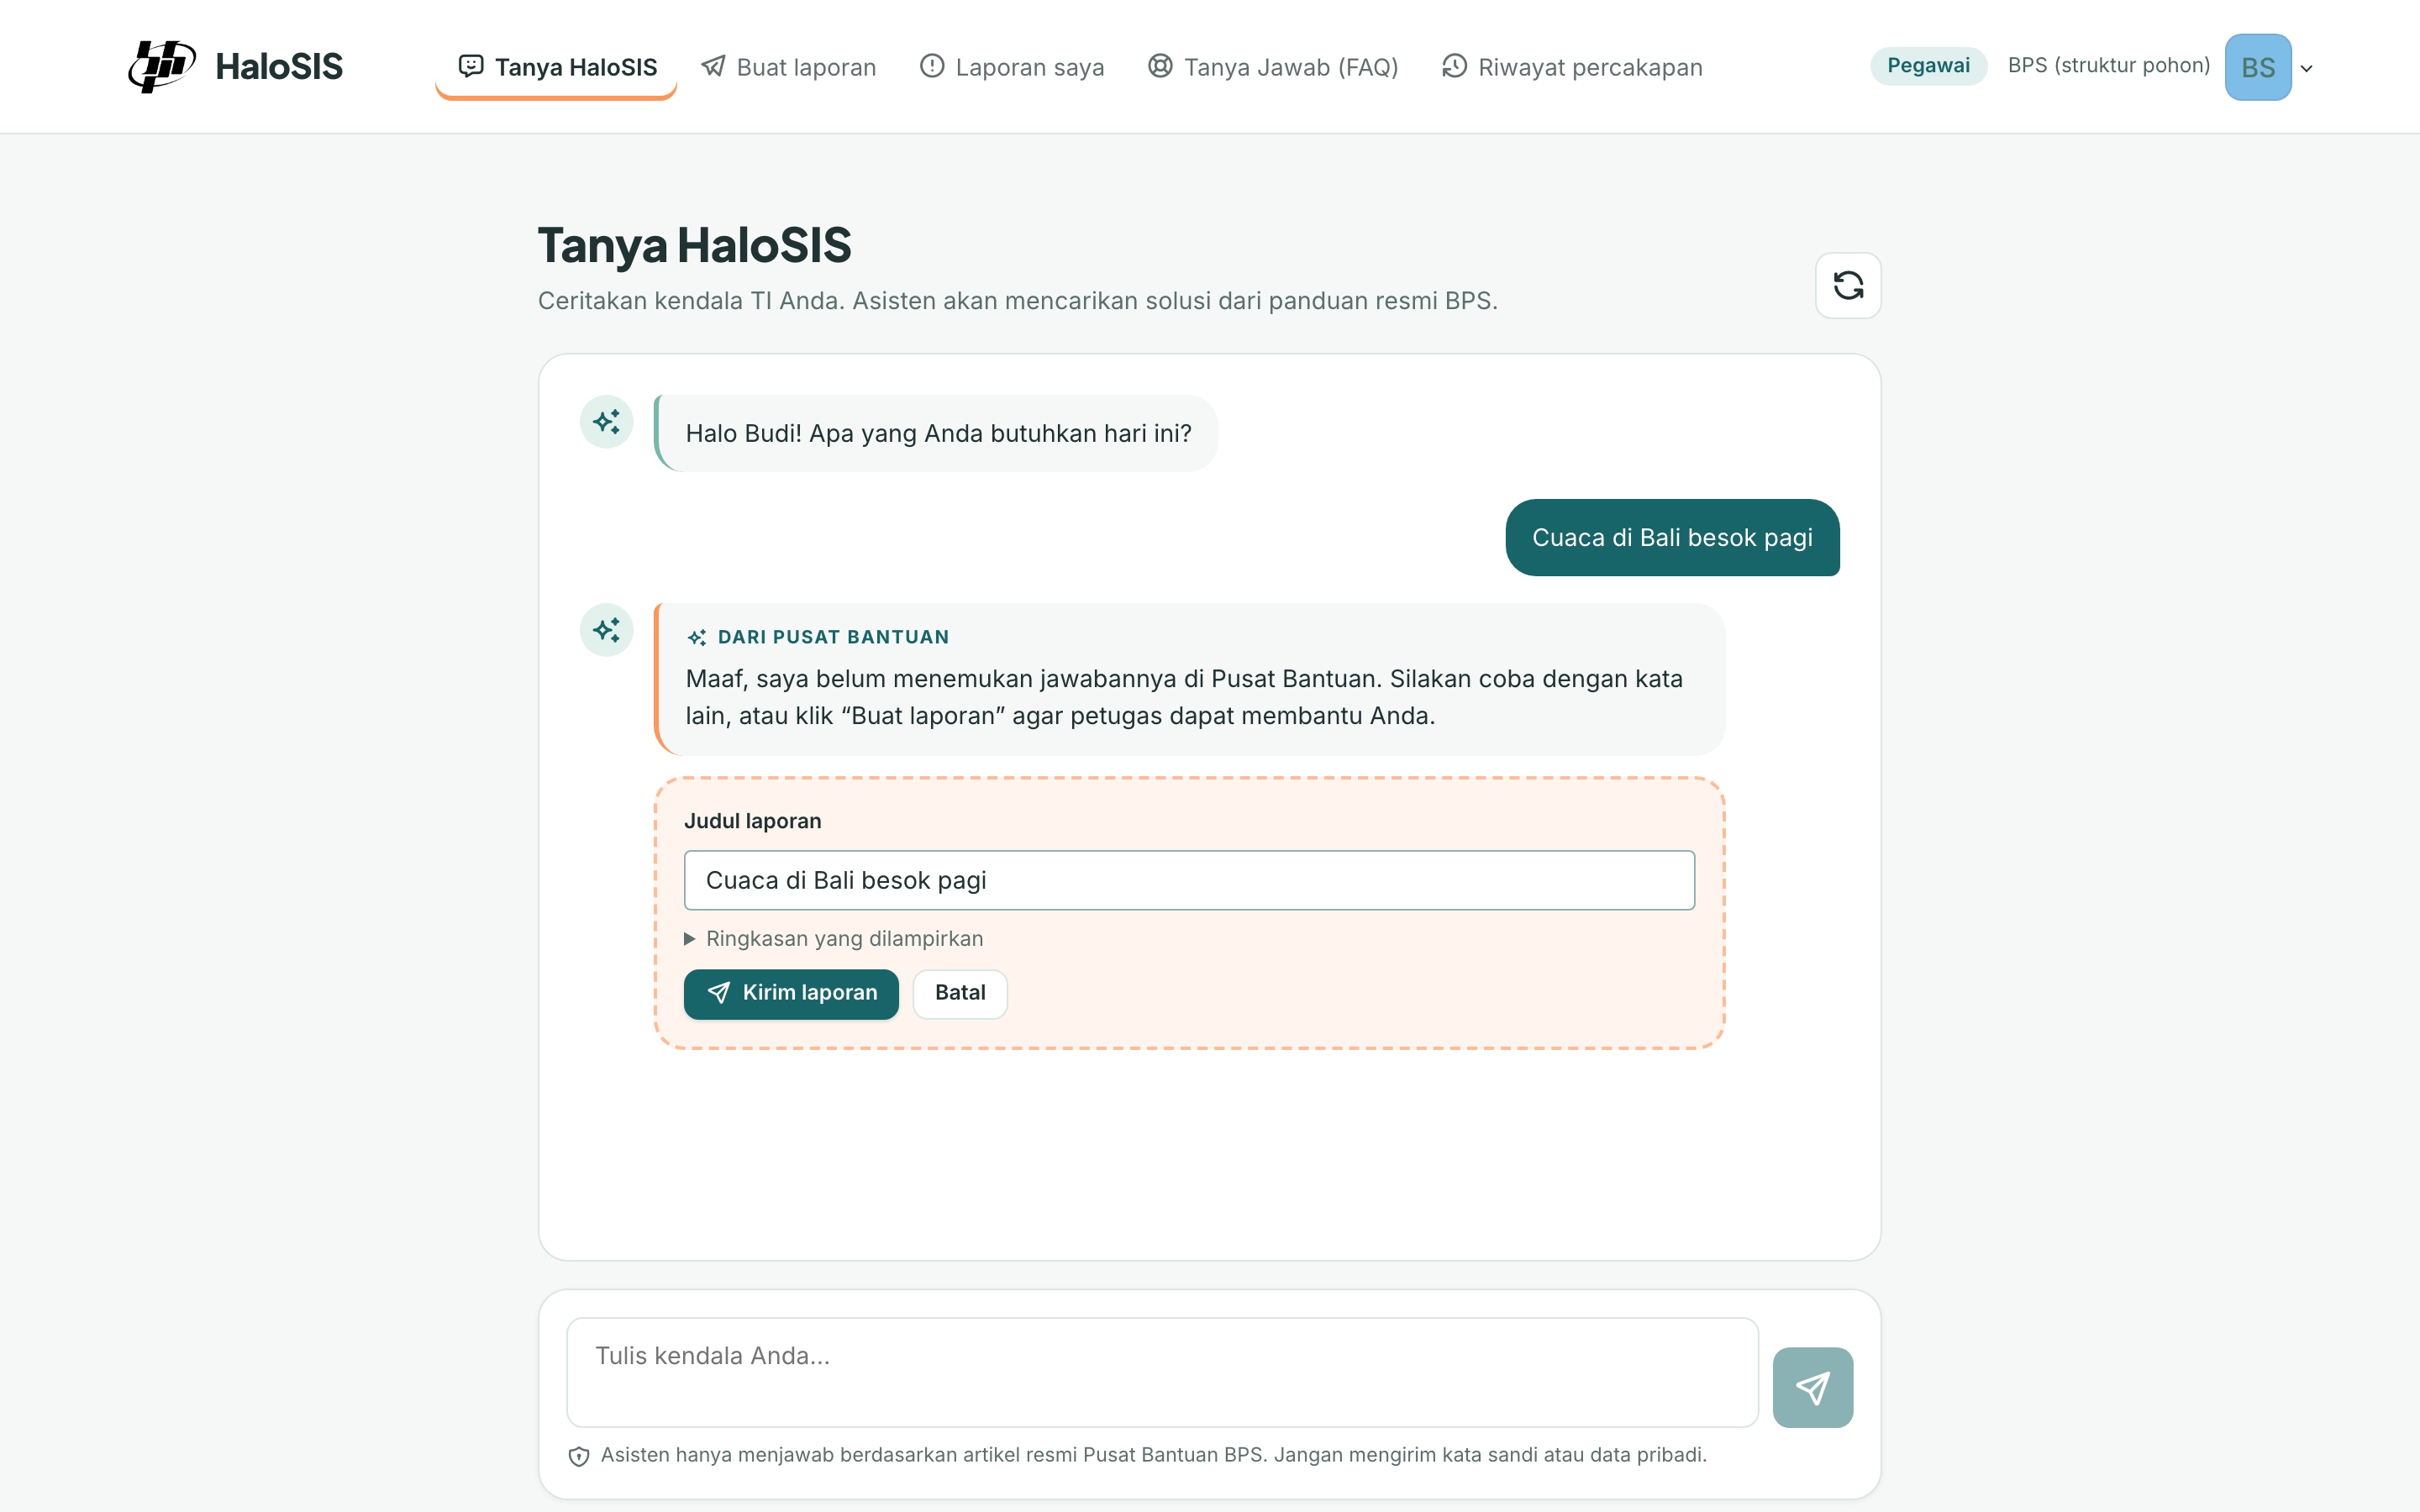 HaloSIS
Tanya HaloSIS
Buat laporan
Laporan saya
Tanya Jawab (FAQ)
Riwayat percakapan
Pegawai
BPS (struktur pohon)
BS
Tanya HaloSIS
Ceritakan kendala TI Anda. Asisten akan mencarikan solusi dari panduan resmi BPS.
Halo Budi! Apa yang Anda butuhkan hari ini?
Cuaca di Bali besok pagi
DARI PUSAT BANTUAN
Maaf, saya belum menemukan jawabannya di Pusat Bantuan. Silakan coba dengan kata
lain, atau klik “Buat laporan” agar petugas dapat membantu Anda.
Judul laporan
Cuaca di Bali besok pagi
Ringkasan yang dilampirkan
Kirim laporan
Batal
Tulis kendala Anda...
Asisten hanya menjawab berdasarkan artikel resmi Pusat Bantuan BPS. Jangan mengirim kata sandi atau data pribadi.